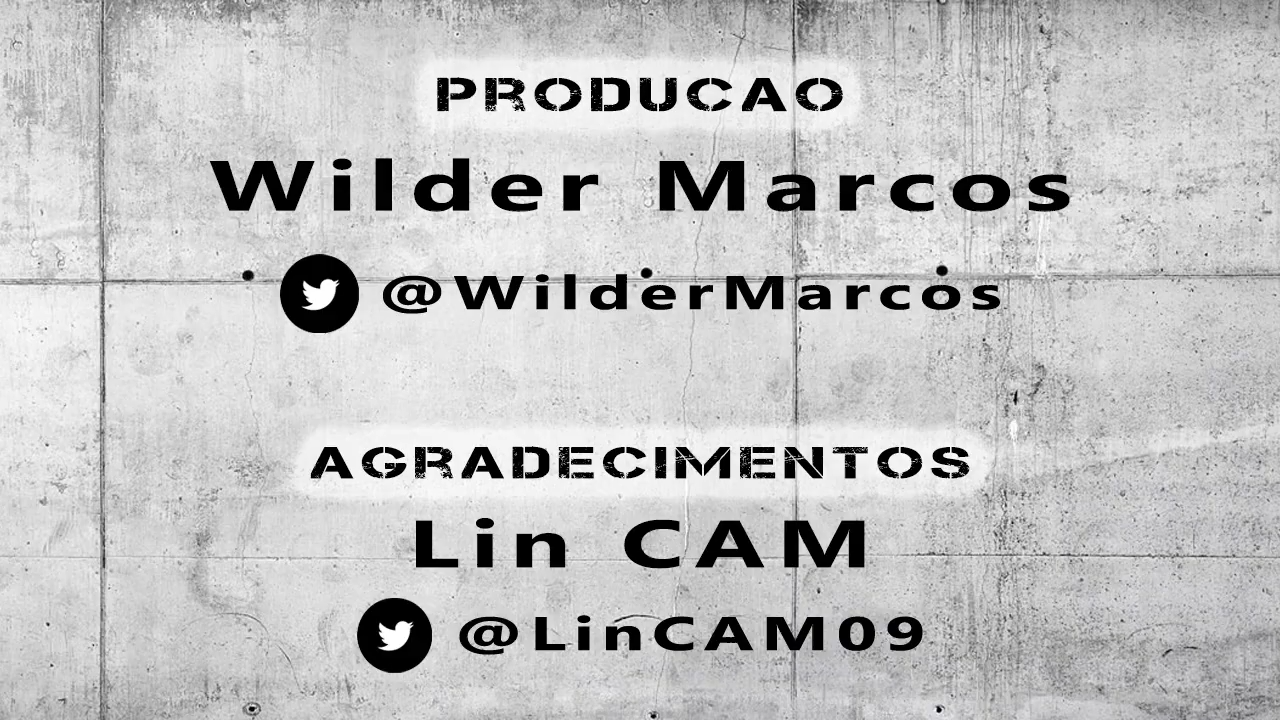 PRODUCAO
Wilder Marcos
@WilderMarcos
AGRADECIMENTOS
Lin CAM
@LinCAM09